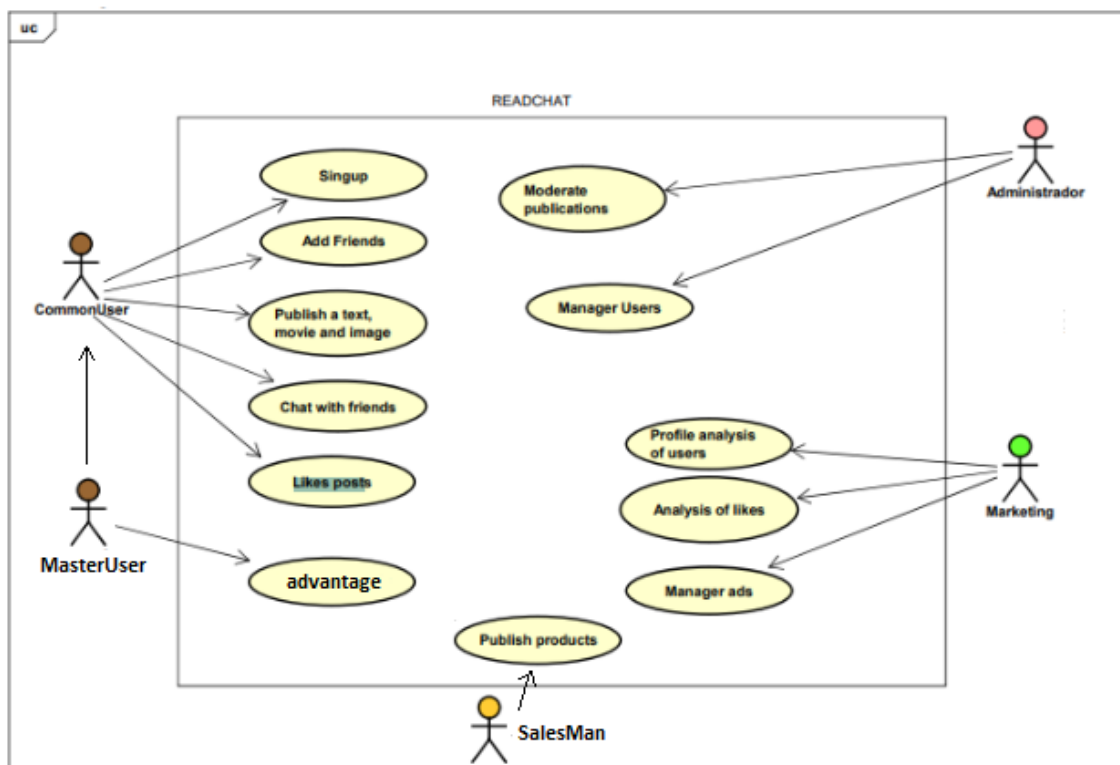 uc
READCHAT
Singup
Add Friends
Publish a text,
movie and image
Chat with friends
Likes posts
advantage
Moderate
publications
Manager Users
Profile analysis
of users
Analysis of likes
Manager ads
Publish products
CommonUser
MasterUser
Administrador
Marketing
SalesMan